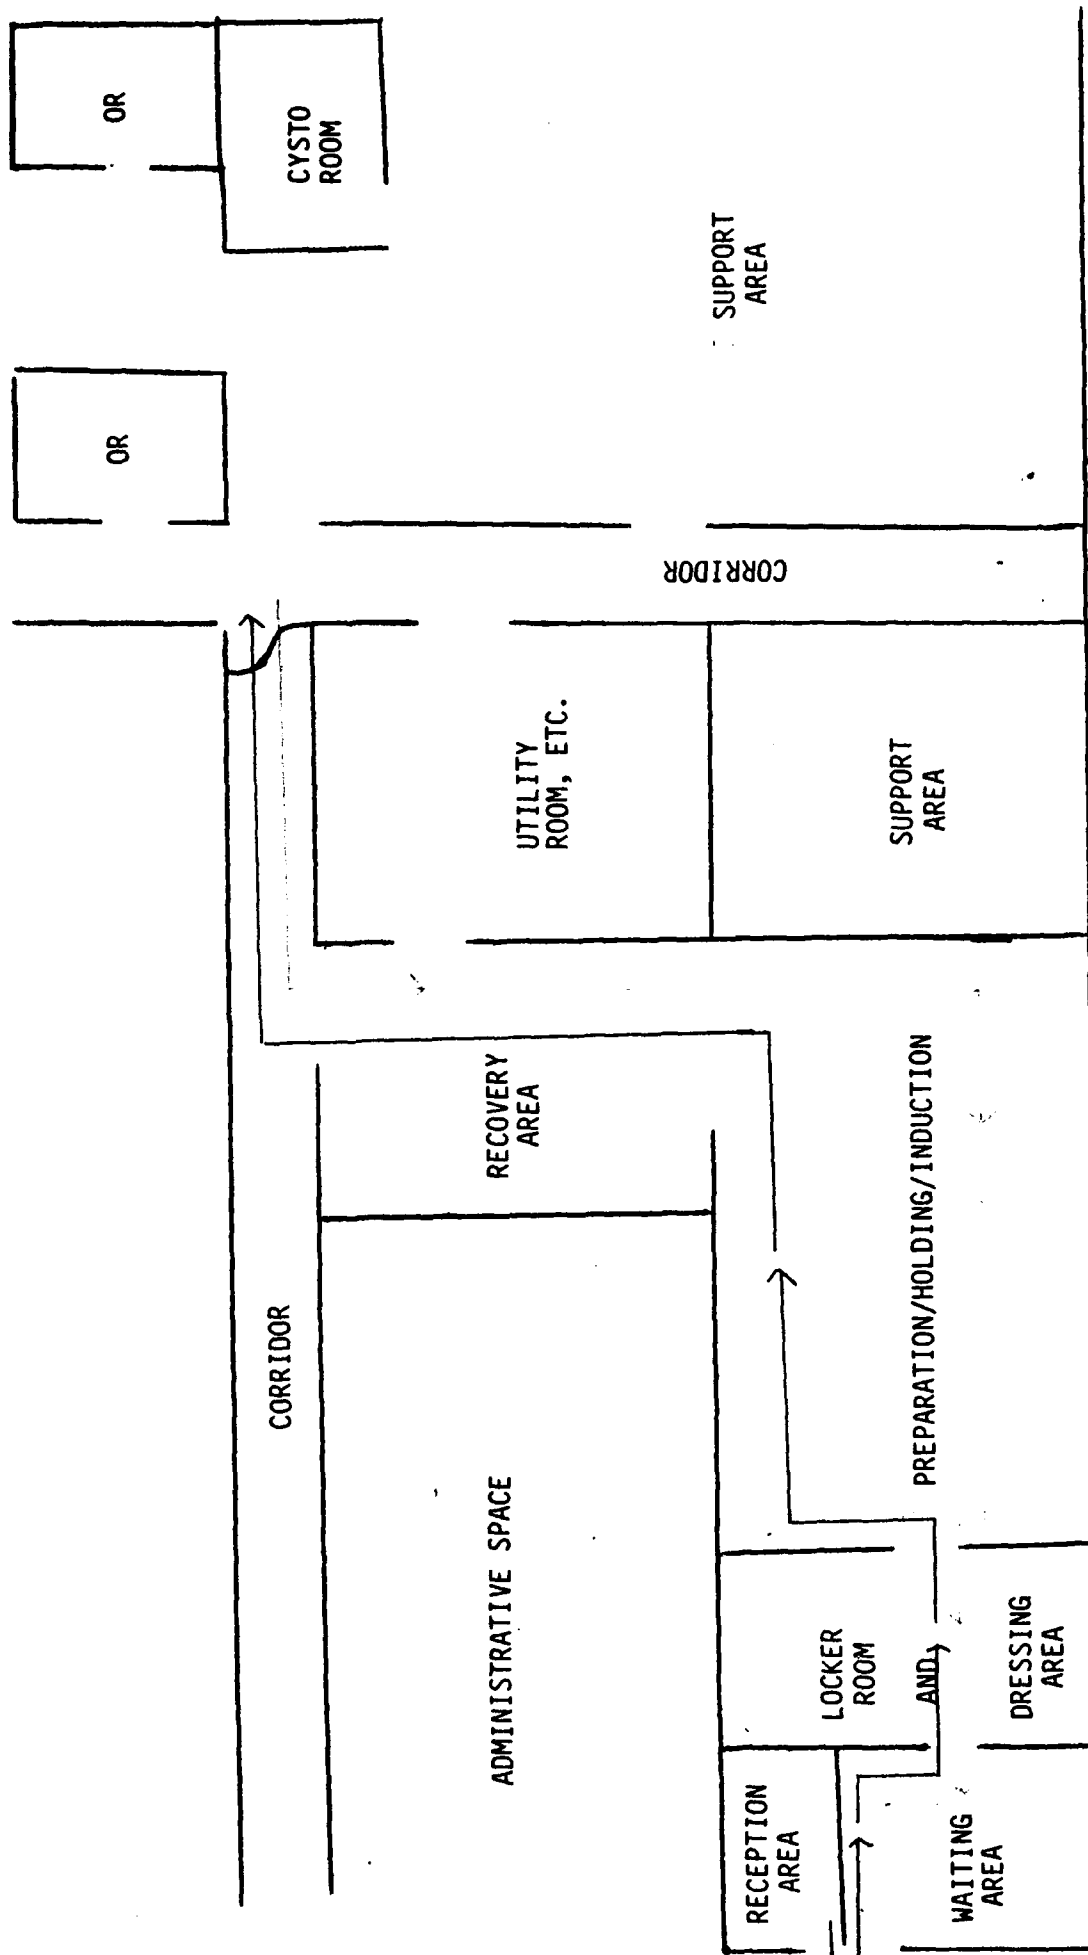 OR
CYSTO
ROOM
OR
SUPPORT
AREA
CORRIDOR
UTILITY
ROOM, ETC.
SUPPORT
AREA
RECOVERY
AREA
PREPARATION/HOLDING/INDUCTION
CORRIDOR
ADMINISTRATIVE SPACE
LOCKER
ROOM
AND
DRESSING
AREA
RECEPTION
AREA
WAITING
AREA